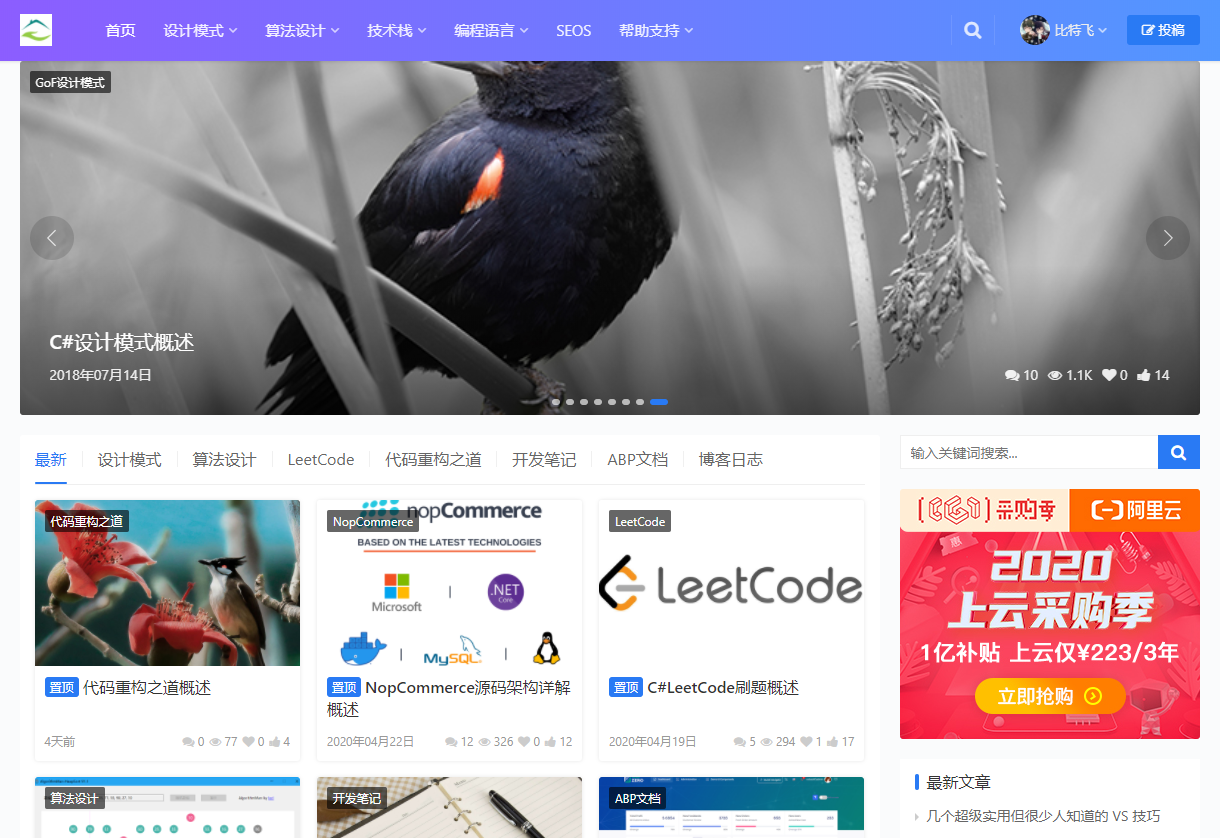 首页 设计模式 算法设计 技术栈 编程语言 SEOS 帮助支持 比特飞 投稿
GoF设计模式
C#设计模式概述
2018年07月14日
10 1.1K 0 14
最新 设计模式 算法设计 LeetCode 代码重构之道 开发笔记 ABP文档 博客日志
输入关键词搜索...
代码重构之道
置顶 代码重构之道概述
4天前 0 77 0 4
NopCommerce
nopCommerce
BASED ON THE LATEST TECHNOLOGIES
Microsoft
.NET
Core
MySQL
置顶 NopCommerce源码架构详解
概述
2020年04月22日 12 326 0 12
LeetCode
LeetCode
置顶 C#LeetCode刷题概述
2020年04月19日 5 294 1 17
采购季 阿里云
2020
上云采购季
1亿补贴 上云仅¥223/3年
立即抢购
最新文章
几个超级实用但很少人知道的 VS 技巧
算法设计
开发笔记
ABP文档